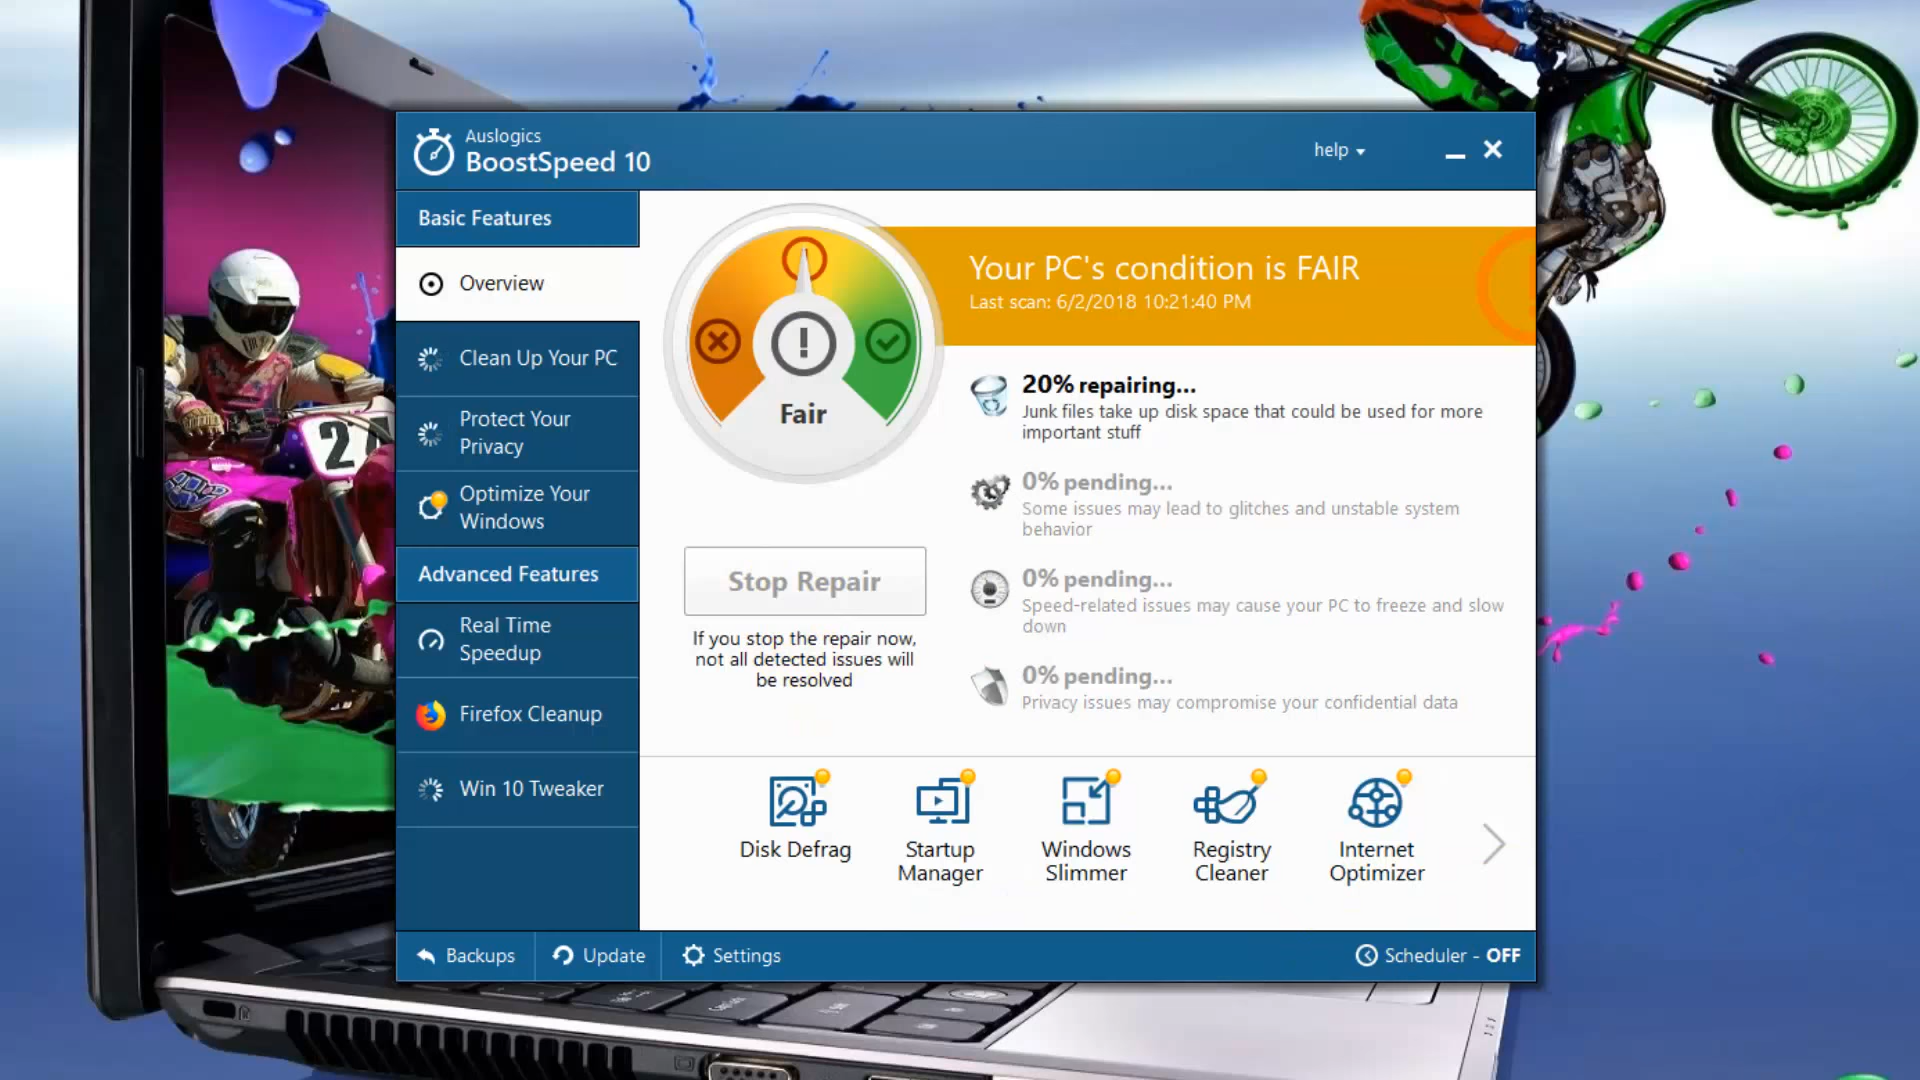 Auslogics
BoostSpeed 10
help
Basic Features
Overview
Clean Up Your PC
Protect Your
Privacy
Optimize Your
Windows
Advanced Features
Real Time
Speedup
Firefox Cleanup
Win 10 Tweaker
Fair
Stop Repair
If you stop the repair now,
not all detected issues will
be resolved
Your PC's condition is FAIR
Last scan: 6/2/2018 10:21:40 PM
20% repairing...
Junk files take up disk space that could be used for more
important stuff
0% pending...
Some issues may lead to glitches and unstable system
behavior
0% pending...
Speed-related issues may cause your PC to freeze and slow
down
0% pending...
Privacy issues may compromise your confidential data
Disk Defrag
Startup
Manager
Windows
Slimmer
Registry
Cleaner
Internet
Optimizer
Backups
Update
Settings
Scheduler - OFF